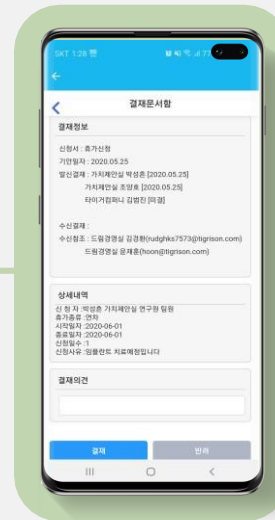 SKT 1:28
77
결재문서함
결재정보
신청서 : 휴가신청
기안일자 : 2020.05.25
발신결재 : 가치제안실 박성흔 [2020.05.25]
가치제안실 조양호 [2020.05.25]
타이거컴퍼니 김범진 [미결]
수신결재 :
수신참조 : 드림경영실 김경환(rudghks7573@tigrison.com)
드림경영실 윤재훈(hoon@tigrison.com)
상세내역
신 청 자 :박성흔 가치제안실 연구원 팀원
휴가종류 :연차
시작일자 :2020-06-01
종료일자 :2020-06-01
신청일수 :1
신청사유 :임플란트 치료예정입니다
결재의견
결재
반려